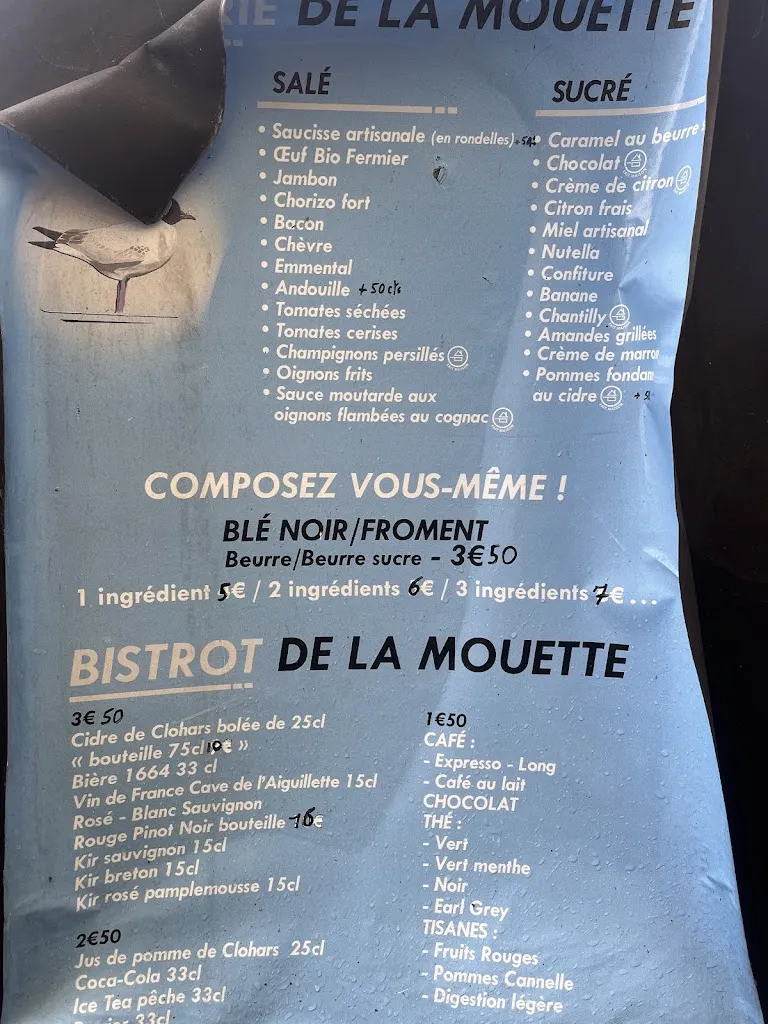 RIE DE LA MOUETTE
SALÉ
• Saucisse artisanale (en rondelles)
• Œuf Bio Fermier
• Jambon
• Chorizo fort
• Bacon
• Chèvre
• Emmental
• Andouille +50cts
• Tomates séchées
• Tomates cerises
• Champignons persillés
• Oignons frits
• Sauce moutarde aux
oignons flambées au cognac
SUCRÉ
Caramel au beurre
• Chocolat
• Crème de citron
• Citron frais
• Miel artisanal
• Nutella
• Confiture
• Banane
• Chantilly
• Amandes grillées
• Crème de marron
• Pommes fondan
au cidre
COMPOSEZ VOUS-MÊME !
BLÉ NOIR/FROMENT
Beurre/Beurre sucre - 3€50
1 ingrédient 5€ / 2 ingrédients 6€ / 3 ingrédients 7€...
BISTROT DE LA MOUETTE
3€50
Cidre de Clohars bolée de 25cl
« bouteille 75cl 10€ »
Bière 1664 33 cl
Vin de France Cave de l'Aiguillette 15cl
Rosé - Blanc Sauvignon
Rouge Pinot Noir bouteille 16€
Kir sauvignon 15cl
Kir breton 15cl
Kir rosé pamplemousse 15cl
2€50
Jus de pomme de Clohars 25cl
Coca-Cola 33cl
Ice Tea pêche 33cl
33cl
1€50
CAFÉ :
- Expresso - Long
- Café au lait
CHOCOLAT
THÉ :
- Vert
- Vert menthe
- Noir
- Earl Grey
TISANES :
- Fruits Rouges
- Pommes Cannelle
- Digestion légère